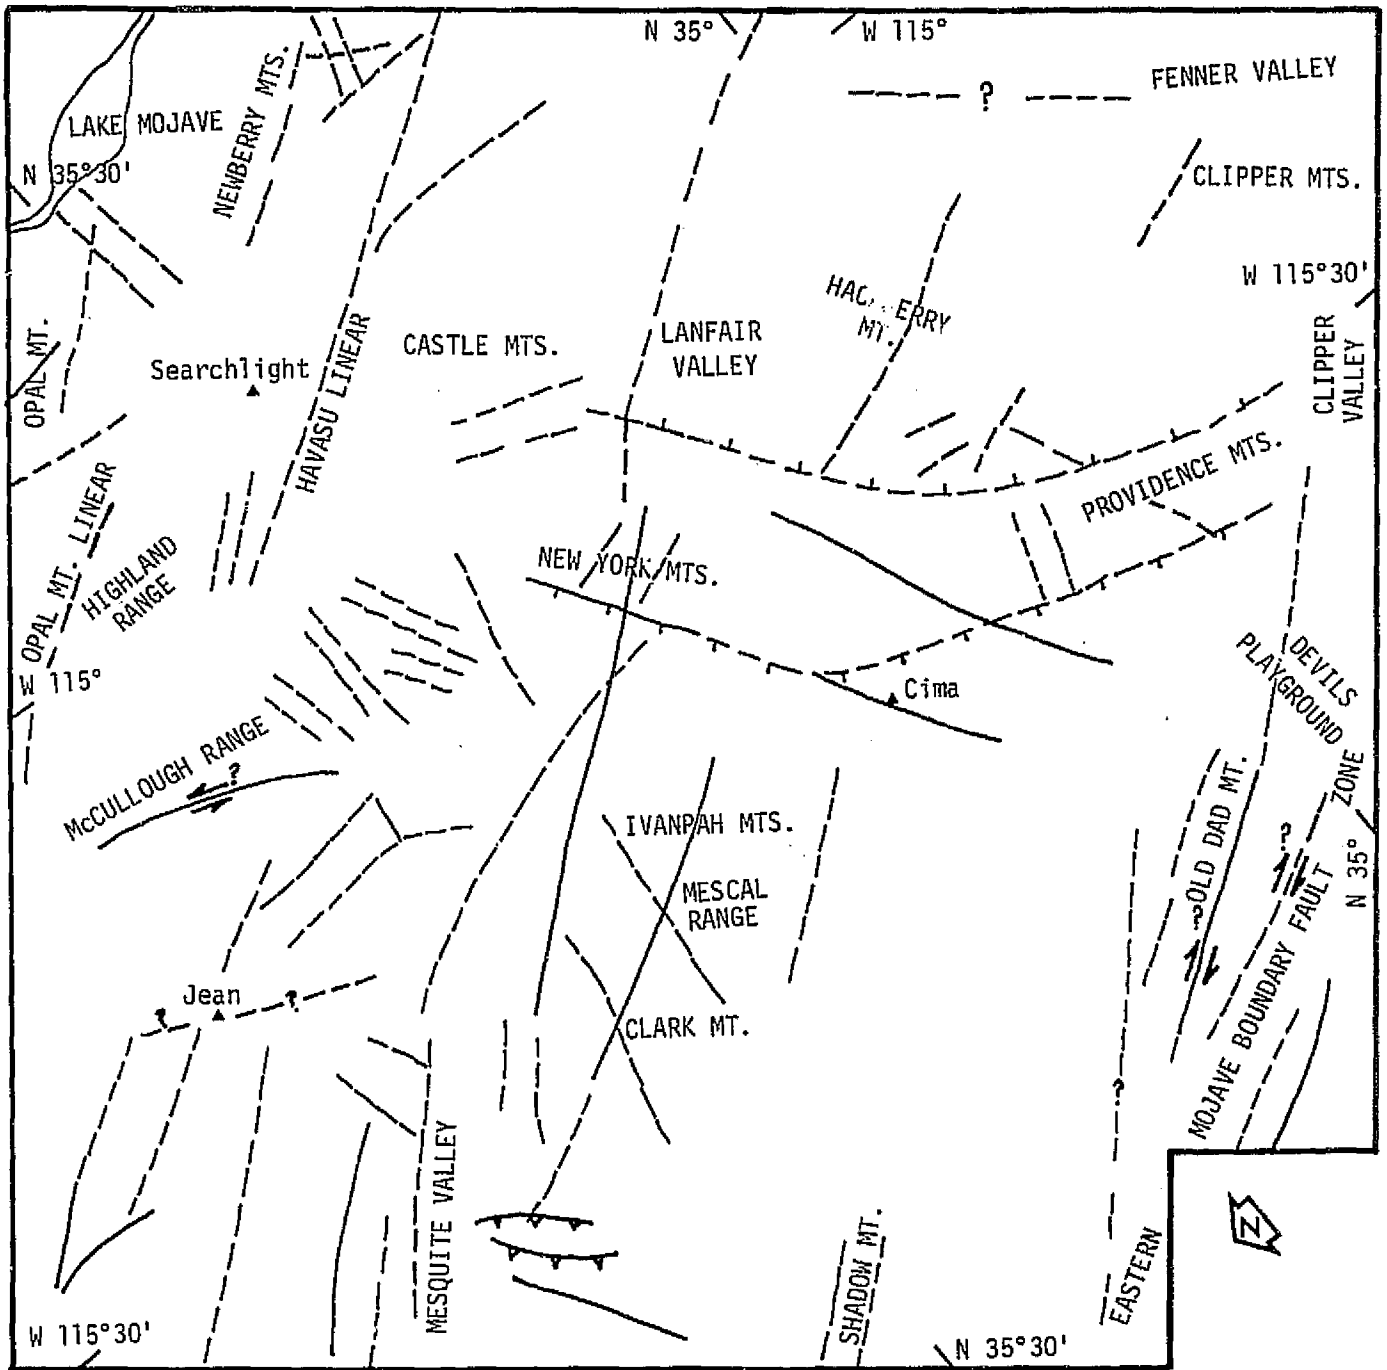 N 35°
W 115°
FENNER VALLEY
?
NEWBERRY MTS.
LAKE MOJAVE
N 35°30'
CLIPPER MTS.
W 115°30'
OPAL MT.
Searchlight
HAVASU LINEAR
CASTLE MTS.
LANFAIR
VALLEY
ERRY
MT.
CLIPPER
VALLEY
PROVIDENCE MTS.
OPAL MT. LINEAR
HIGHLAND
RANGE
NEW YORK MTS.
W 115°
Cima
DEVILS
PLAYGROUND
McCULLOUGH RANGE
?
IVANPAH MTS.
MESCAL
RANGE
OLD DAD MT.
?
?
N 35°
Jean
?
?
CLARK MT.
EASTERN
MOJAVE BOUNDARY FAULT
ZONE
?
MESQUITE VALLEY
SHADOW MT.
N
W 115°30'
N 35°30'